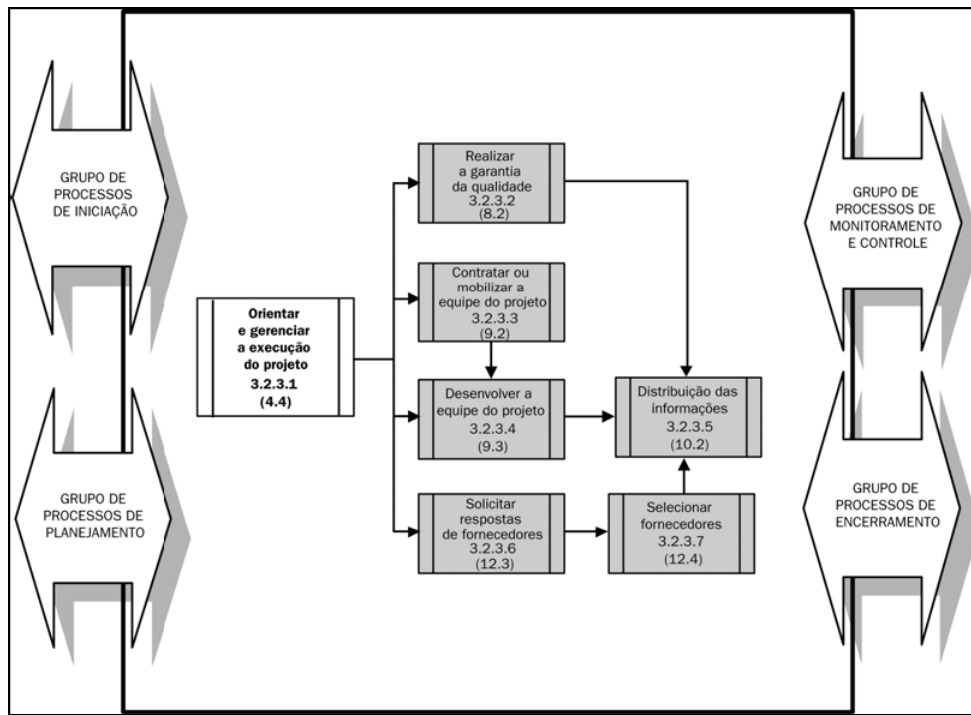 GRUPO DE
PROCESSOS
DE INICIAÇÃO
GRUPO DE
PROCESSOS DE
PLANEJAMENTO
Orientar
e gerenciar
a execução
do projeto
3.2.3.1
(4.4)
Realizar
a garantia
da qualidade
3.2.3.2
(8.2)
Contratar ou
mobilizar a
equipe do projeto
3.2.3.3
(9.2)
Desenvolver a
equipe do projeto
3.2.3.4
(9.3)
Solicitar
respostas
de fornecedores
3.2.3.6
(12.3)
Distribuição das
informações
3.2.3.5
(10.2)
Selecionar
fornecedores
3.2.3.7
(12.4)
GRUPO DE
PROCESSOS DE
MONITORAMENTO
E CONTROLE
GRUPO DE
PROCESSOS DE
ENCERRAMENTO